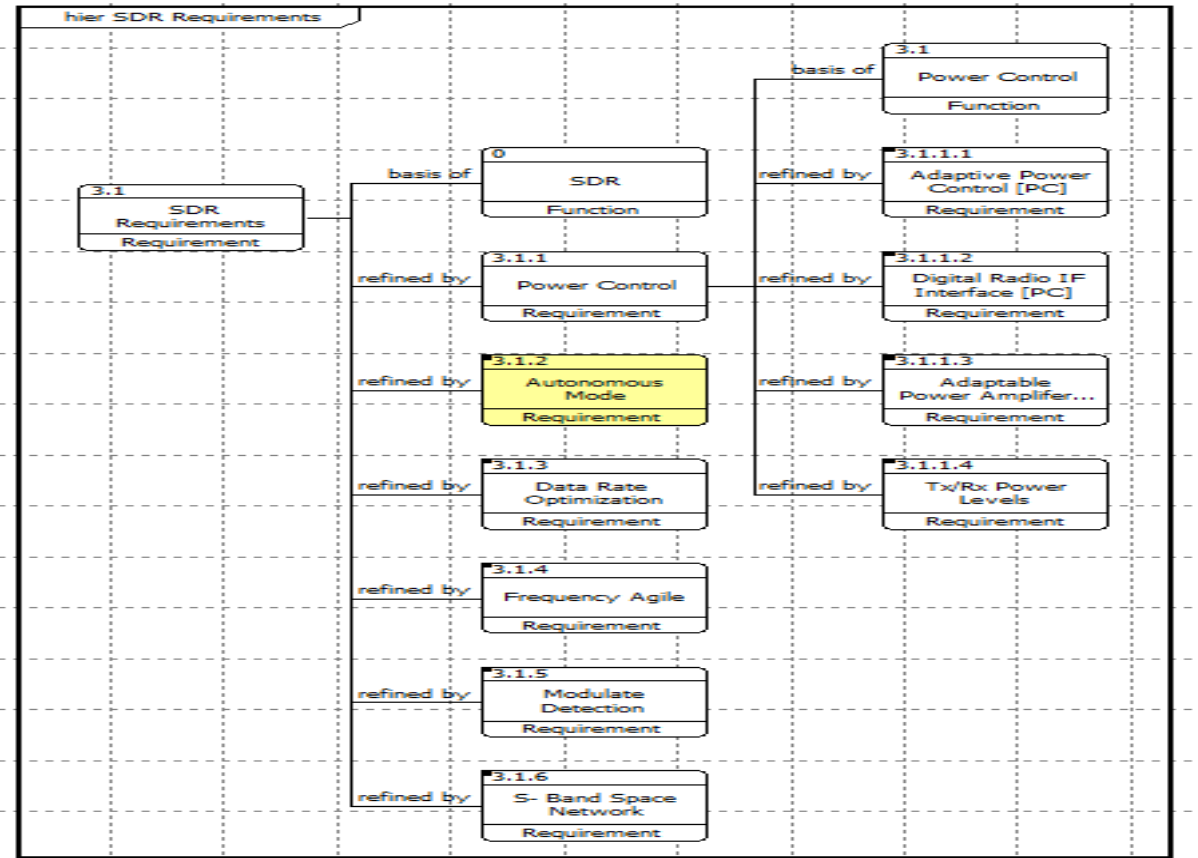 hier SDR Requirements
3.1
SDR
Requirements
Requirement
basis of
0
SDR
Function
refined by
3.1.1
Power Control
Requirement
refined by
3.1.2
Autonomous
Mode
Requirement
refined by
3.1.3
Data Rate
Optimization
Requirement
refined by
3.1.4
Frequency Agile
Requirement
refined by
3.1.5
Modulate
Detection
Requirement
refined by
3.1.6
S- Band Space
Network
Requirement
basis of
3.1
Power Control
Function
refined by
3.1.1.1
Adaptive Power
Control [PC]
Requirement
refined by
3.1.1.2
Digital Radio IF
Interface [PC]
Requirement
refined by
3.1.1.3
Adaptable
Power Amplifer...
Requirement
refined by
3.1.1.4
Tx/Rx Power
Levels
Requirement